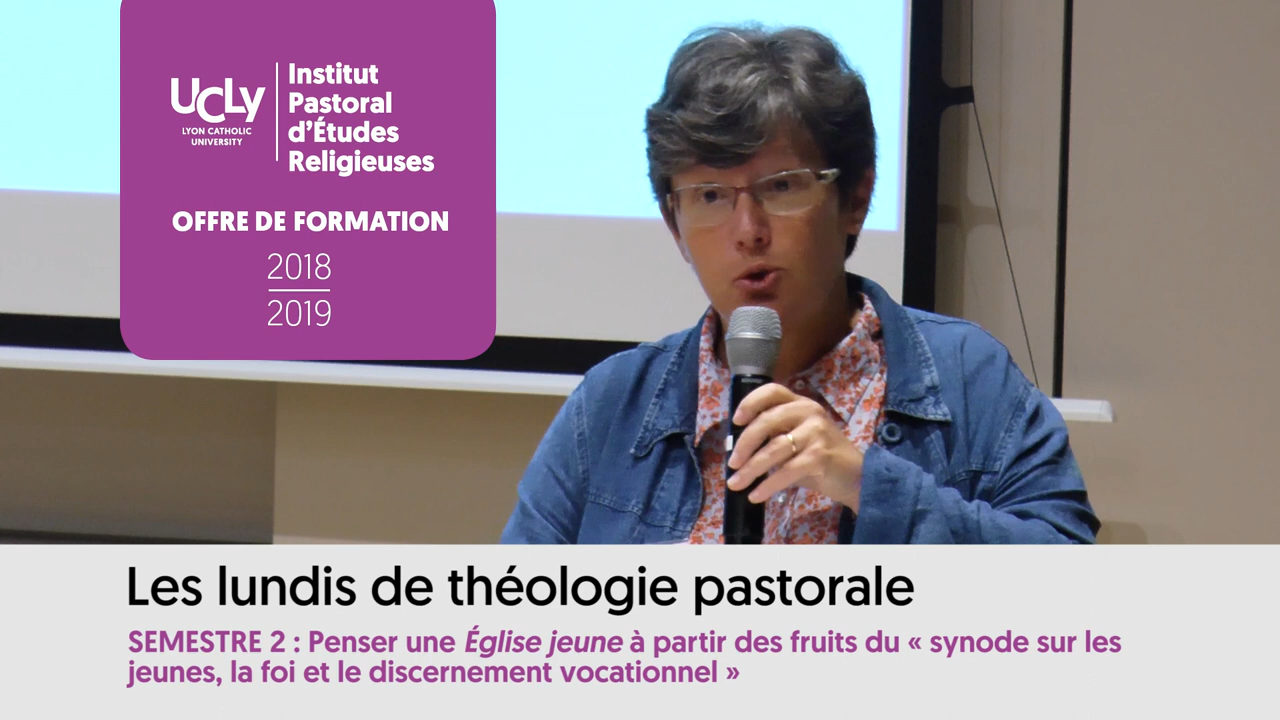 UCLy
LYON CATHOLIC
UNIVERSITY
Institut
Pastoral
d'Études
Religieuses
OFFRE DE FORMATION
2018
2019
Les lundis de théologie pastorale
SEMESTRE 2 : Penser une Église jeune à partir des fruits du « synode sur les
jeunes, la foi et le discernement vocationnel »